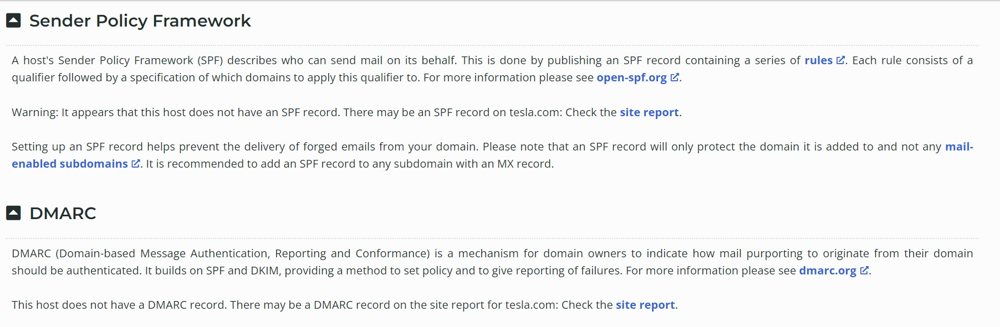 Sender Policy Framework
A host's Sender Policy Framework (SPF) describes who can send mail on its behalf. This is done by publishing an SPF record containing a series of rules. Each rule consists of a
qualifier followed by a specification of which domains to apply this qualifier to. For more information please see open-spf.org.
Warning: It appears that this host does not have an SPF record. There may be an SPF record on tesla.com: Check the site report.
Setting up an SPF record helps prevent the delivery of forged emails from your domain. Please note that an SPF record will only protect the domain it is added to and not any mail-
enabled subdomains. It is recommended to add an SPF record to any subdomain with an MX record.
DMARC
DMARC (Domain-based Message Authentication, Reporting and Conformance) is a mechanism for domain owners to indicate how mail purporting to originate from their domain
should be authenticated. It builds on SPF and DKIM, providing a method to set policy and to give reporting of failures. For more information please see dmarc.org.
This host does not have a DMARC record. There may be a DMARC record on the site report for tesla.com: Check the site report.